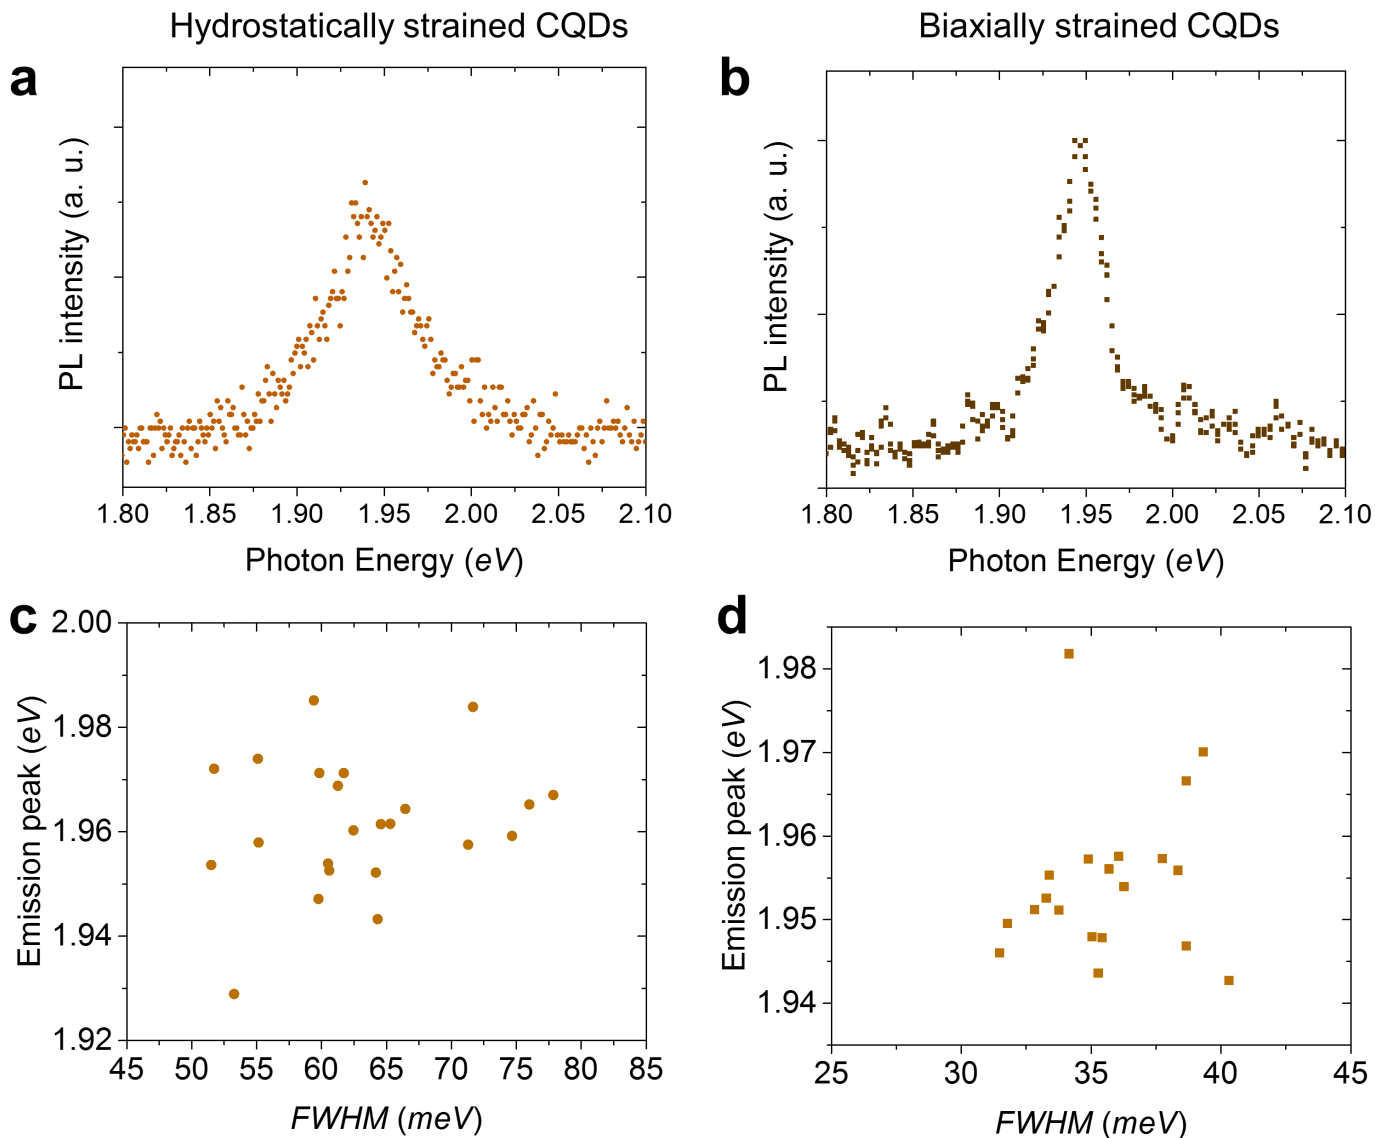 Hydrostatically strained CQDs
Biaxially strained CQDs
a
PL intensity (a. u.)
1.80 1.85 1.90 1.95 2.00 2.05 2.10
Photon Energy (eV)
b
PL intensity (a. u.)
1.80 1.85 1.90 1.95 2.00 2.05 2.10
Photon Energy (eV)
c
Emission peak (eV)
2.00
1.98
1.96
1.94
1.92
45 50 55 60 65 70 75 80 85
FWHM (meV)
d
Emission peak (eV)
1.98
1.97
1.96
1.95
1.94
25 30 35 40 45
FWHM (meV)